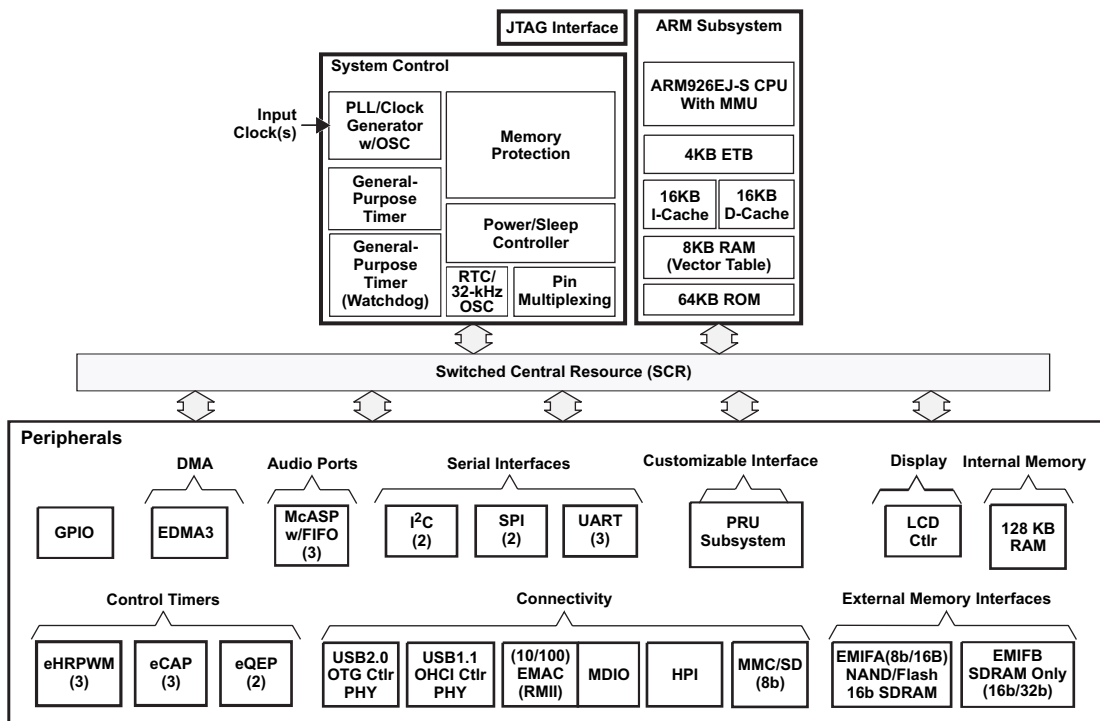 JTAG Interface
ARM Subsystem
System Control
ARM926EJ-S CPU
With MMU
Input
Clock(s)
PLL/Clock
Generator
w/OSC
Memory
Protection
4KB ETB
General-
Purpose
Timer
16KB
I-Cache
16KB
D-Cache
Power/Sleep
Controller
General-
Purpose
Timer
(Watchdog)
8KB RAM
(Vector Table)
RTC/
32-kHz
OSC
Pin
Multiplexing
64KB ROM
Switched Central Resource (SCR)
Peripherals
DMA
Audio Ports
Serial Interfaces
Customizable Interface
Display
Internal Memory
GPIO
EDMA3
McASP
w/FIFO
(3)
I²C
(2)
SPI
(2)
UART
(3)
PRU
Subsystem
LCD
Ctlr
128 KB
RAM
Control Timers
Connectivity
External Memory Interfaces
eHRPWM
(3)
eCAP
(3)
eQEP
(2)
USB2.0
OTG Ctlr
PHY
USB1.1
OHCI Ctlr
PHY
(10/100)
EMAC
(RMII)
MDIO
HPI
MMC/SD
(8b)
EMIFA(8b/16B)
NAND/Flash
16b SDRAM
EMIFB
SDRAM Only
(16b/32b)